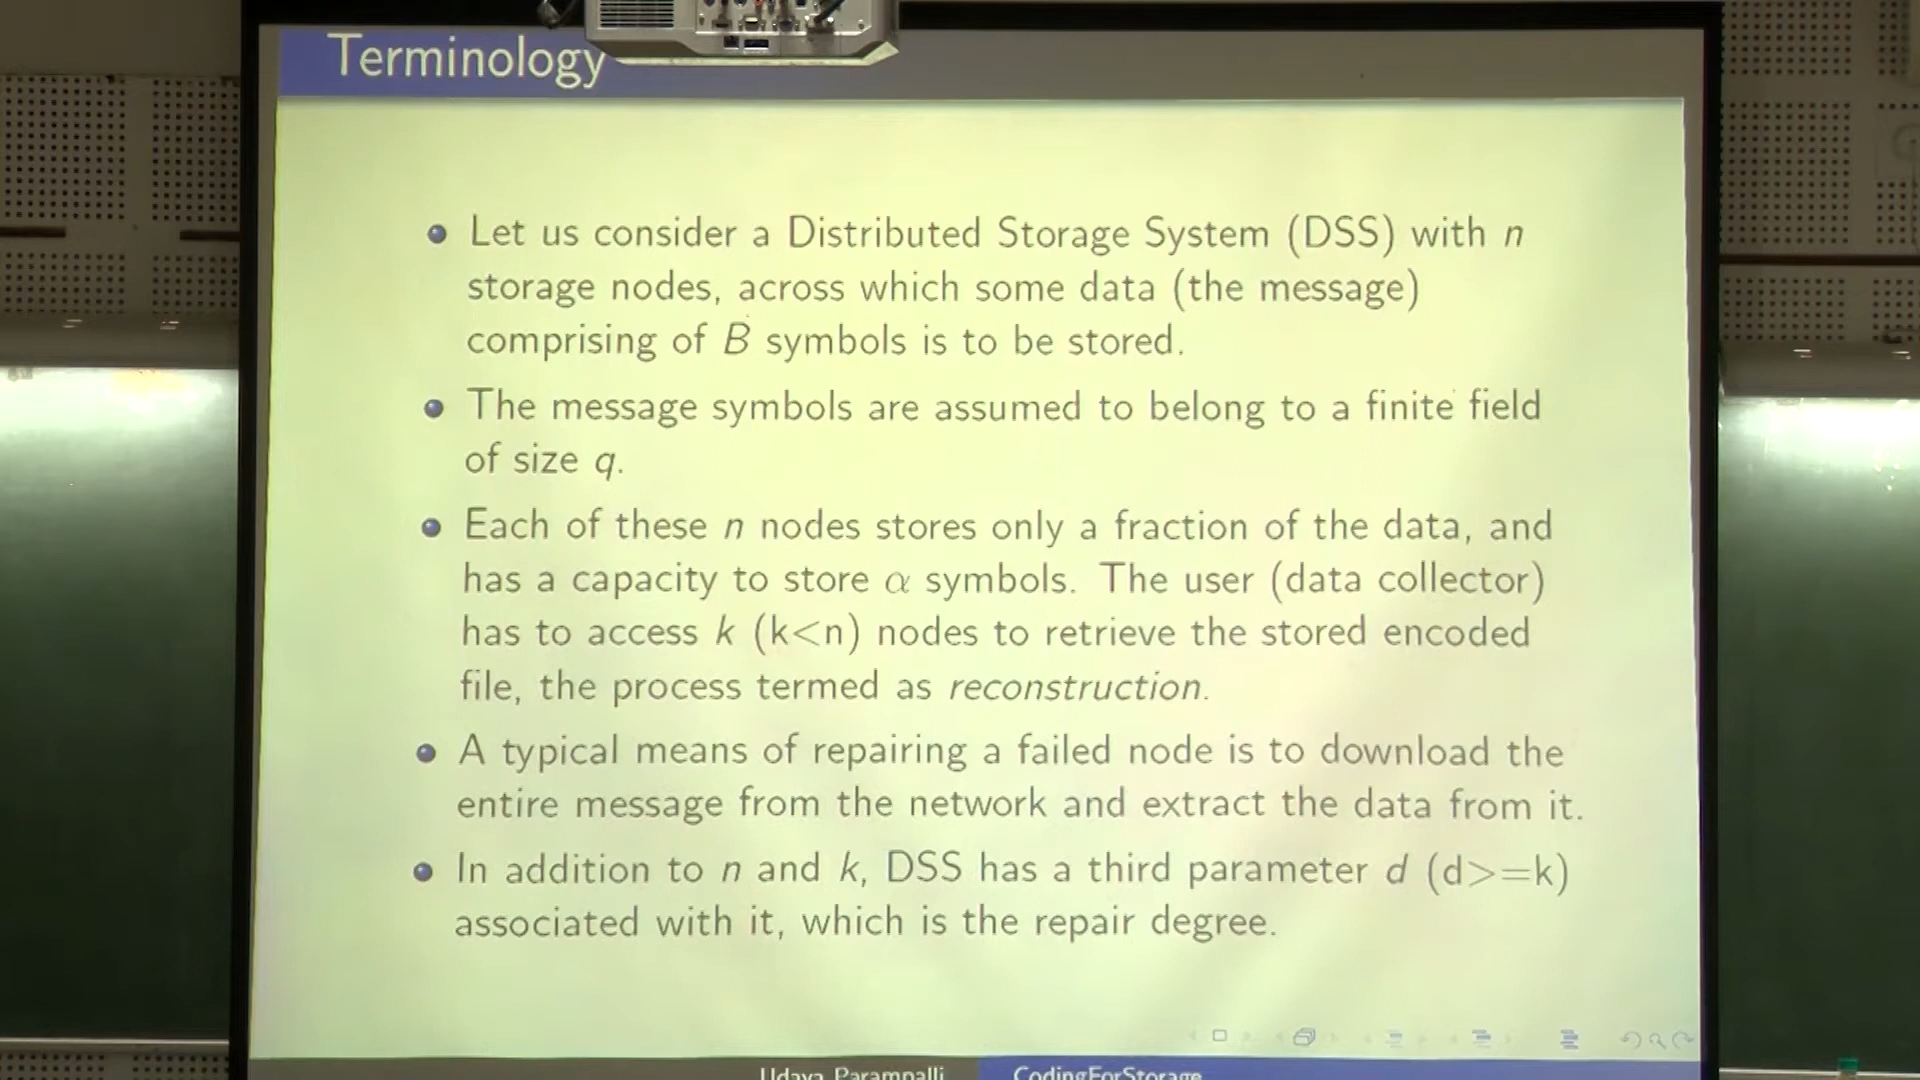 Terminology
Let us consider a Distributed Storage System (DSS) with n
storage nodes, across which some data (the message)
comprising of B symbols is to be stored.
The message symbols are assumed to belong to a finite field
of size q.
Each of these n nodes stores only a fraction of the data, and
has a capacity to store α symbols. The user (data collector)
has to access k (k<n) nodes to retrieve the stored encoded
file, the process termed as reconstruction.
A typical means of repairing a failed node is to download the
entire message from the network and extract the data from it.
In addition to n and k, DSS has a third parameter d (d>=k)
associated with it, which is the repair degree.
Udaya Parampalli CodingForStorage